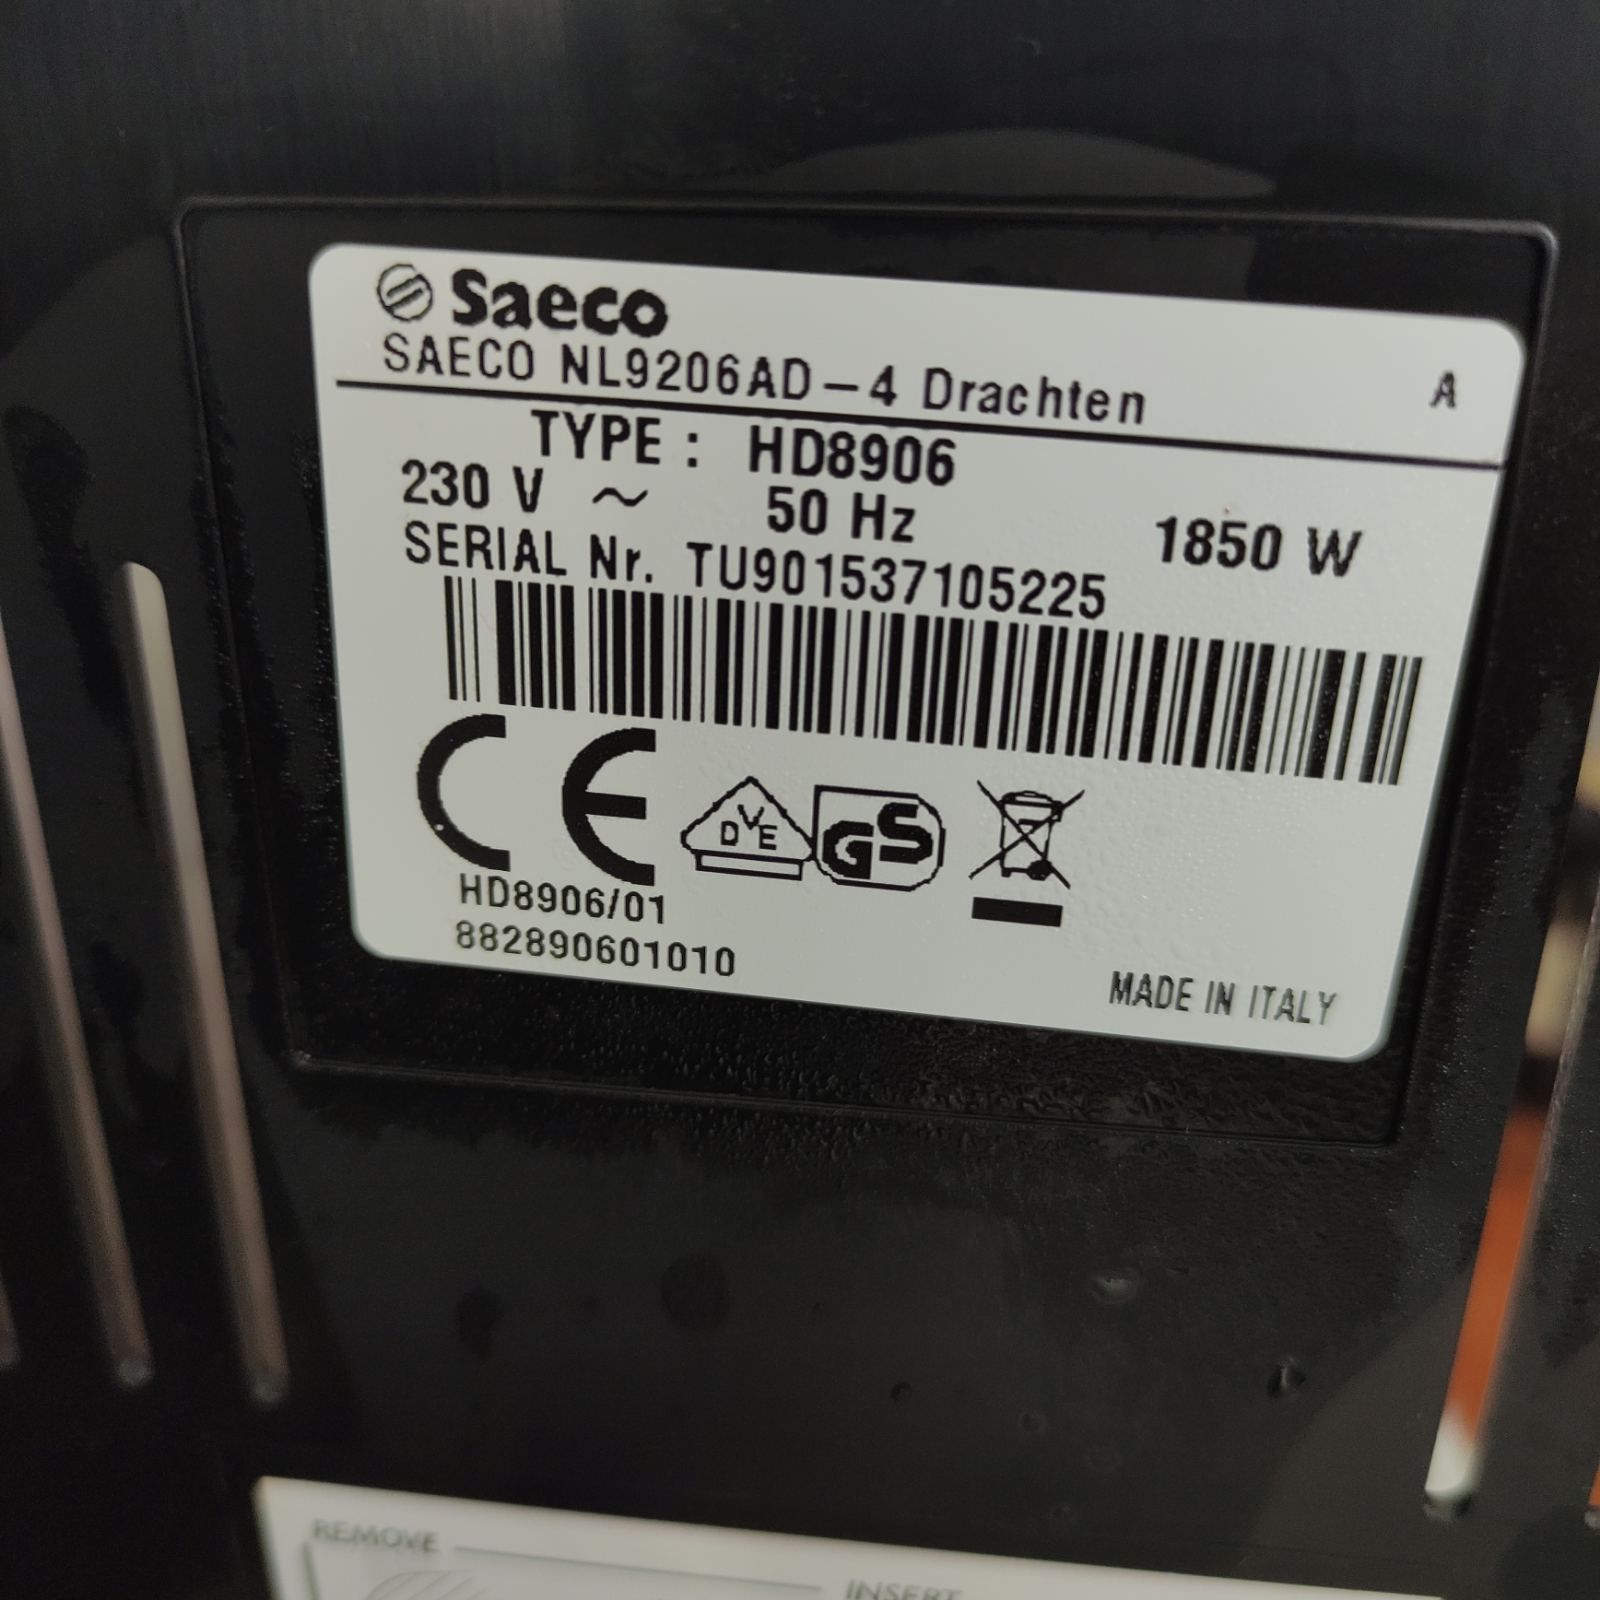 Saeco
SAECO NL9206AD-4 Drachten A
TYPE : HD8906
230 V ~ 50 Hz 1850 W
SERIAL Nr. TU901537105225
CE DVE GS
HD8906/01
882890601010
MADE IN ITALY
REMOVE
INSERT